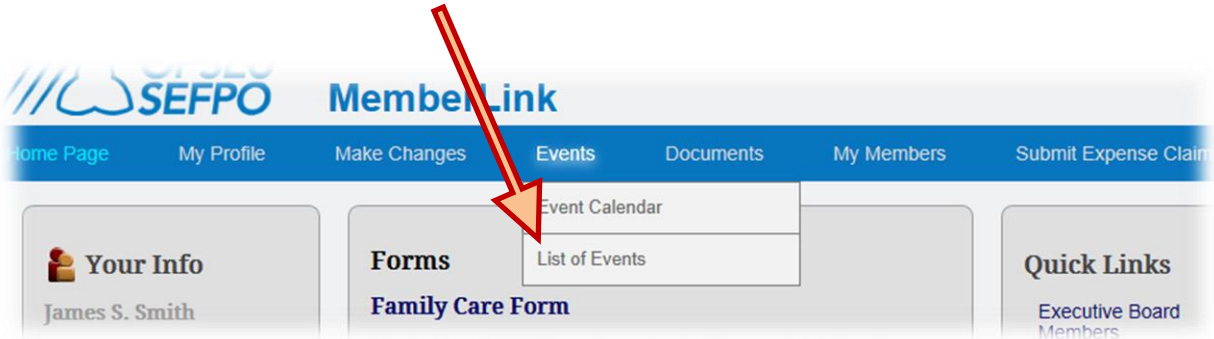 SEFPO
MemberLink
Home Page My Profile Make Changes Events Documents My Members Submit Expense Claim
Event Calendar
List of Events
Your Info
James S. Smith
Forms
Family Care Form
Quick Links
Executive Board
Members